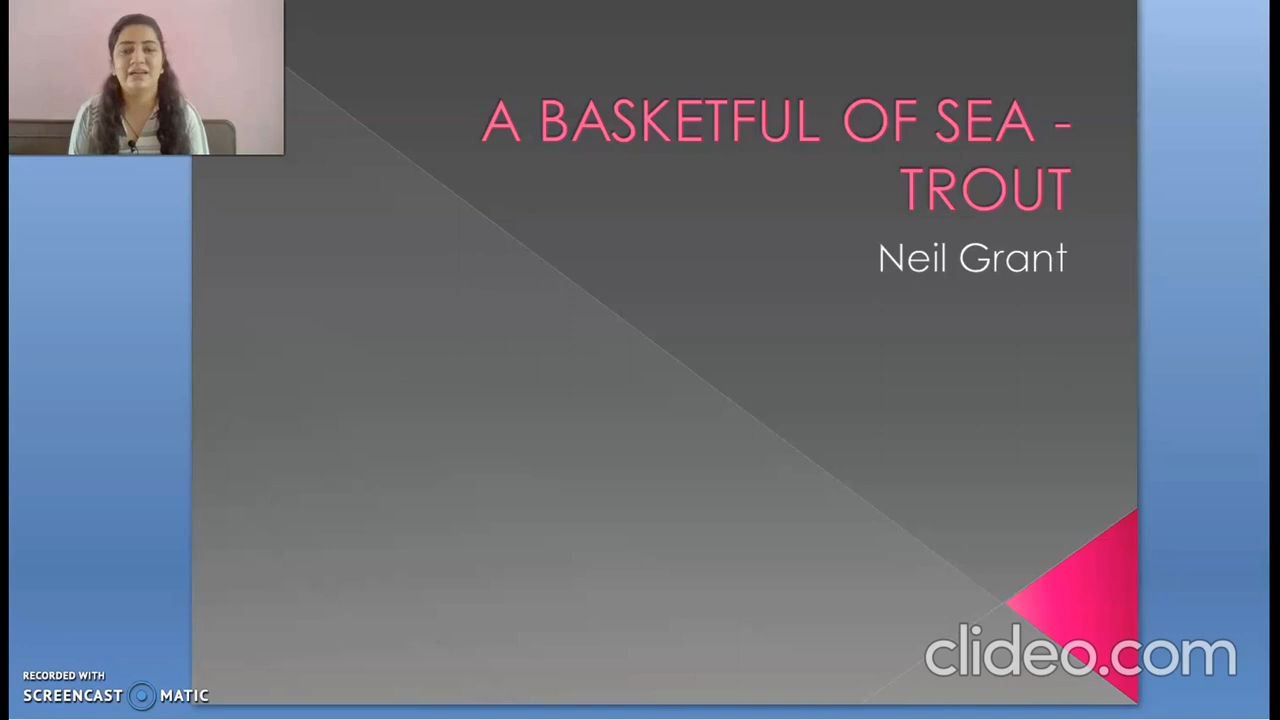 A BASKETFUL OF SEA -
TROUT
Neil Grant
clideo.com
RECORDED WITH
SCREENCAST MATIC